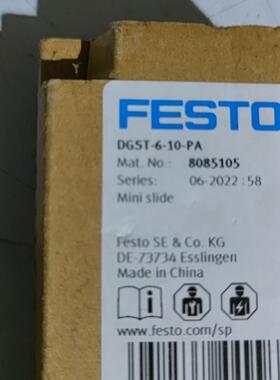 FESTO
DGST-6-10-PA
Mat. No: 8085105
Series: 06-2022:58
Mini slide
Festo SE & Co. KG
DE-73734 Esslingen
Made in China
www.festo.com/sp